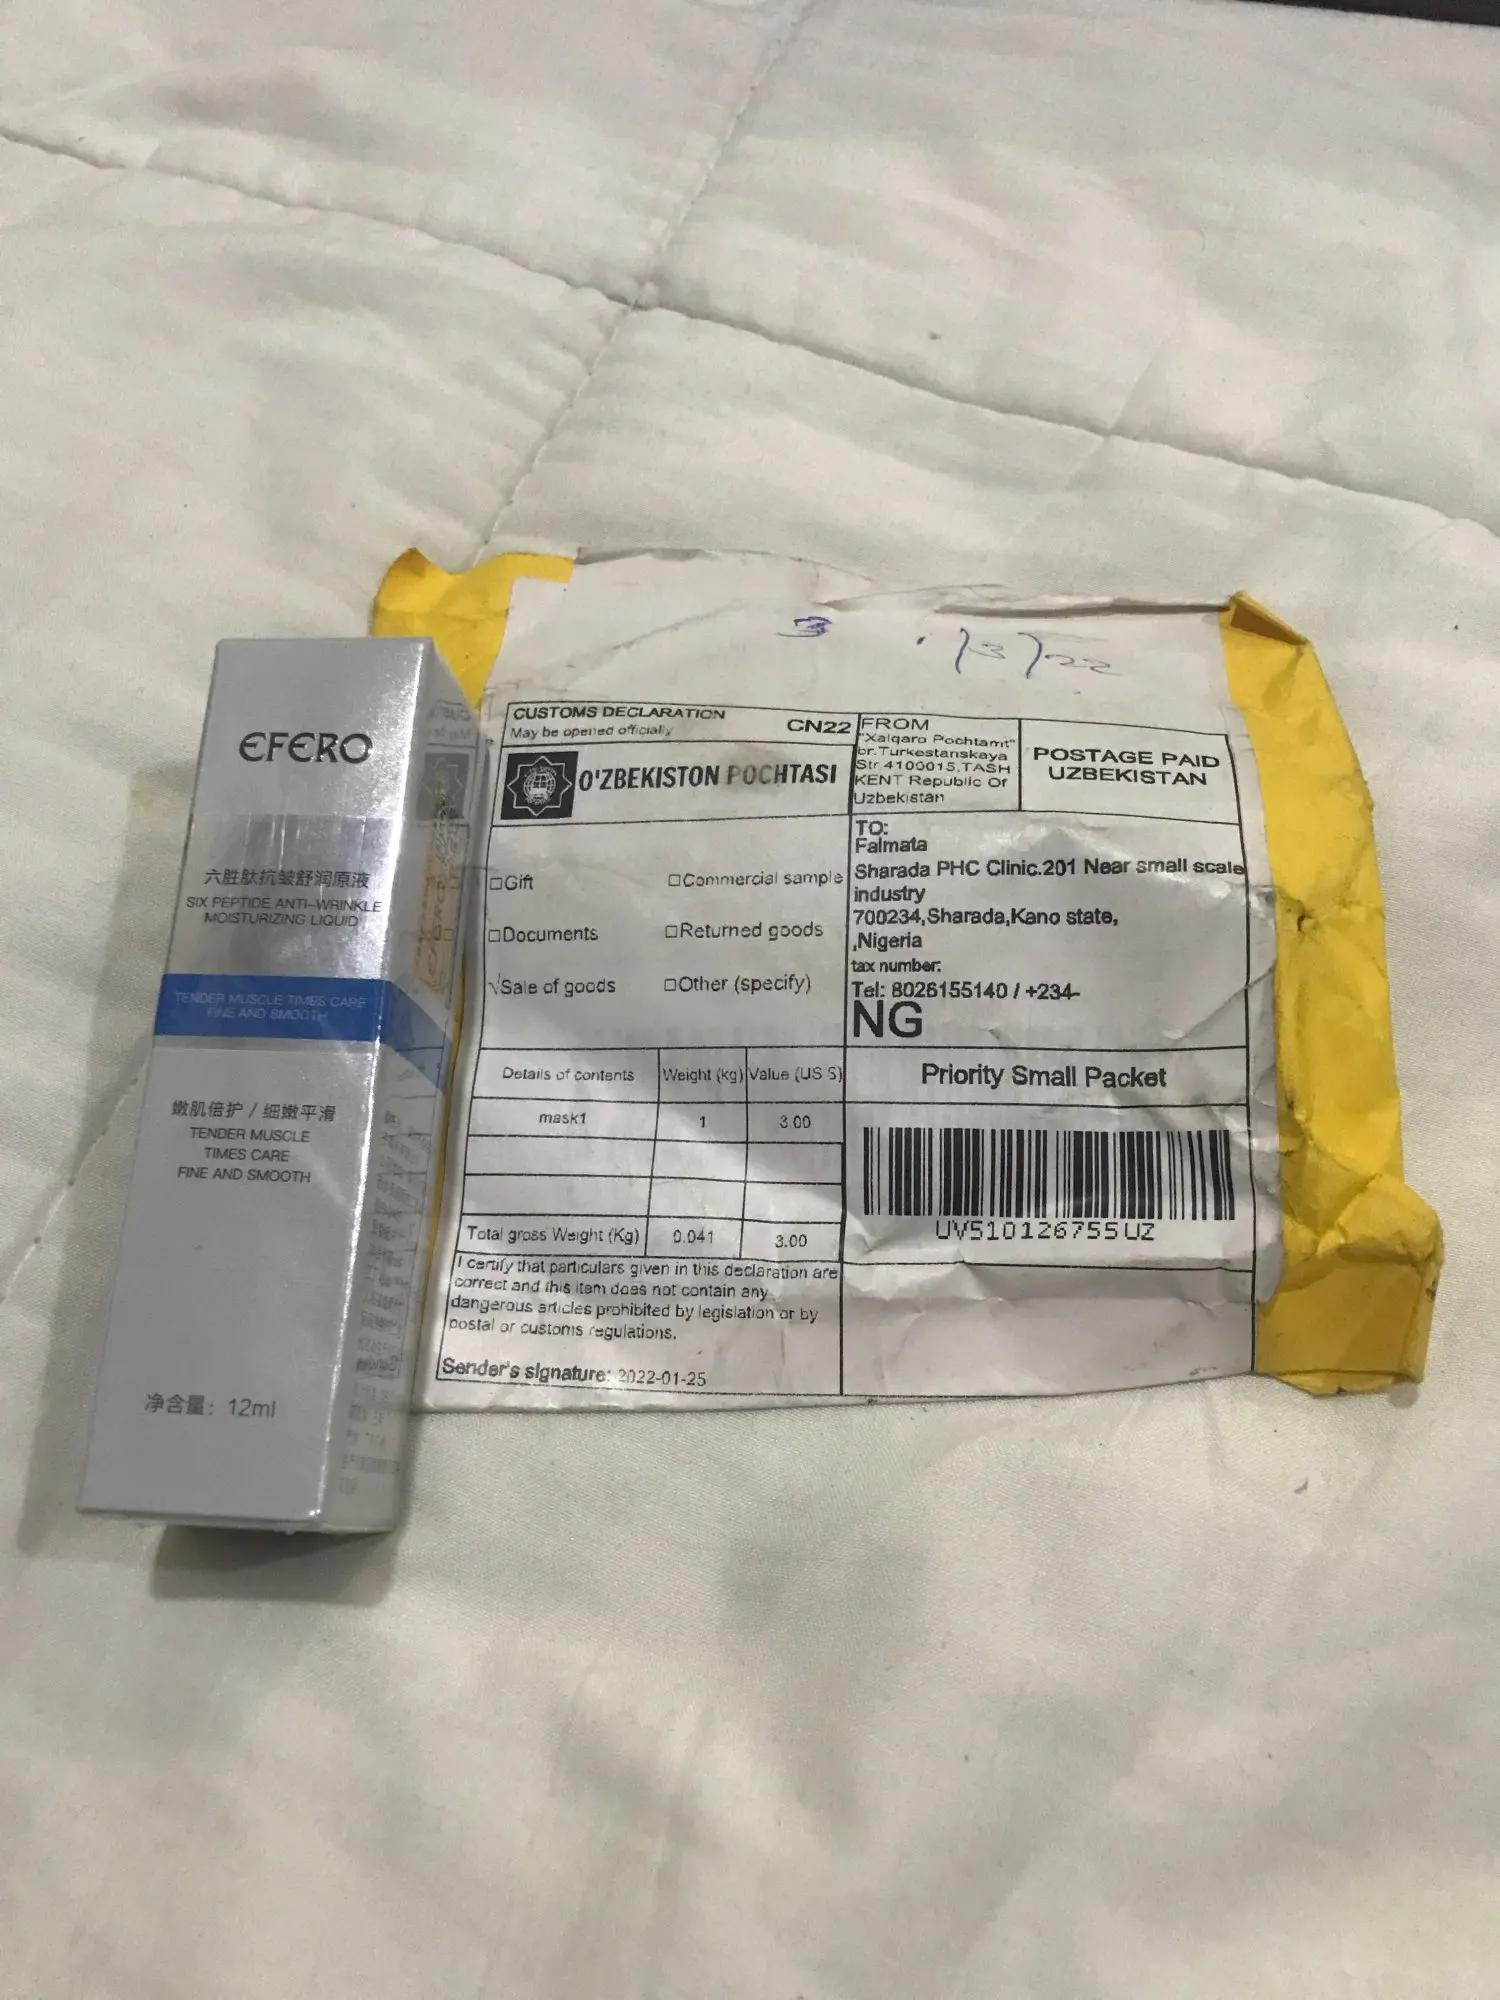 EFERO
六胜肽抗皱舒润原液
SIX PEPTIDE ANTI-WRINKLE
MOISTURIZING LIQUID
TENDER MUSCLE TIMES CARE
FINE AND SMOOTH
嫩肌倍护 / 细嫩平滑
TENDER MUSCLE
TIMES CARE
FINE AND SMOOTH
净含量：12ml
3
/3/22
CUSTOMS DECLARATION
May be opened officially
CN22
O'ZBEKISTON POCHTASI
FROM
"Xalqaro Pochtamt"
br.Turkestanskaya
Str 4100015,TASH
KENT Republic Of
Uzbekistan
POSTAGE PAID
UZBEKISTAN
□Gift
□Commercial sample
□Documents
□Returned goods
√Sale of goods
□Other (specify)
TO:
Falmata
Sharada PHC Clinic.201 Near small scale
industry
700234,Sharada,Kano state,
,Nigeria
tax number:
Tel: 8026155140 / +234-
NG
Details of contents Weight (kg) Value (US $)
mask1 1 3.00
Total gross Weight (Kg) 0.041 3.00
I certify that particulars given in this declaration are
correct and this item does not contain any
dangerous articles prohibited by legislation or by
postal or customs regulations.
Sender's signature: 2022-01-25
Priority Small Packet
UV510126755UZ